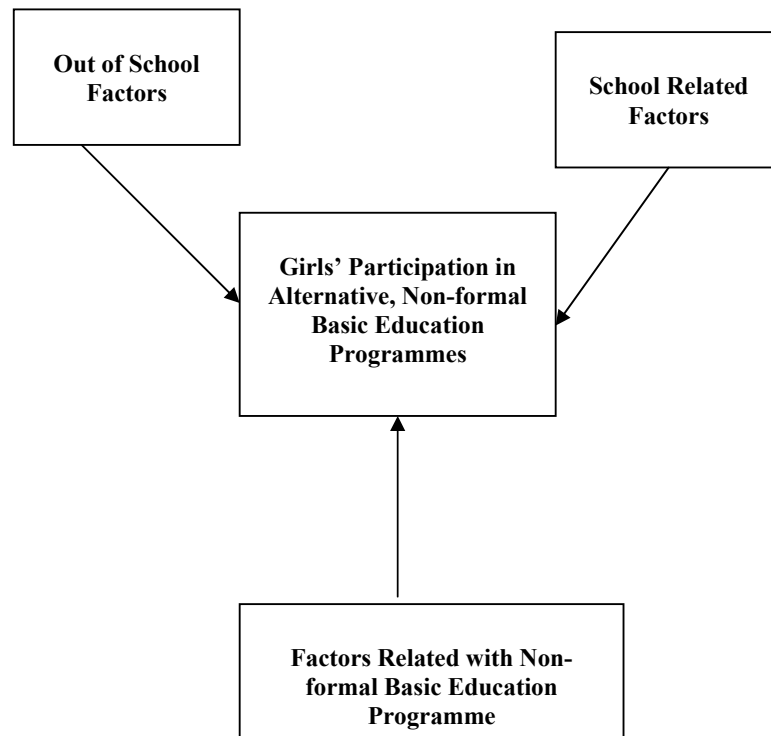 Out of School
Factors
School Related
Factors
Girls’ Participation in
Alternative, Non-formal
Basic Education
Programmes
Factors Related with Non-
formal Basic Education
Programme